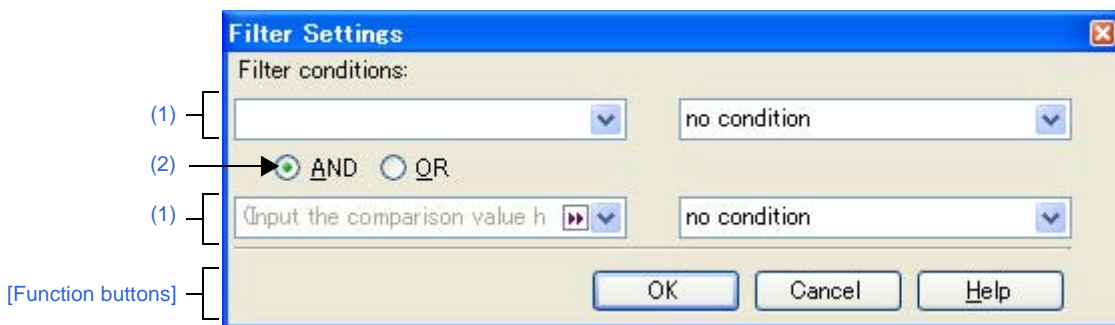 Filter Settings
Filter conditions:
(1)
no condition
(2)
AND OR
(1)
(Input the comparison value h
no condition
[Function buttons]
OK Cancel Help